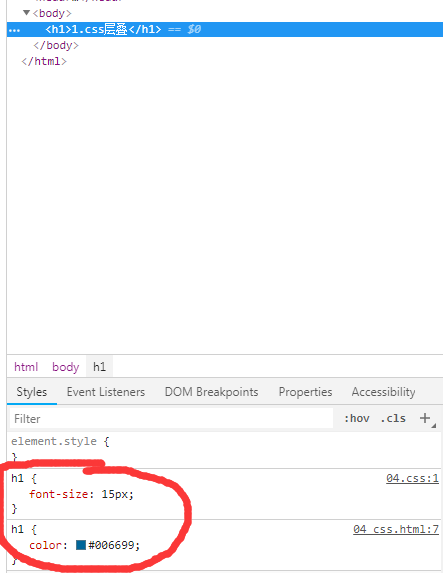 <body>
<h1>1.css层叠</h1> == $0
</body>
</html>
html body h1
Styles Event Listeners DOM Breakpoints Properties Accessibility
Filter :hov .cls +
element.style {
}
h1 { 04.css:1
font-size: 15px;
}
h1 { 04 css.html:7
color: #006699;
}